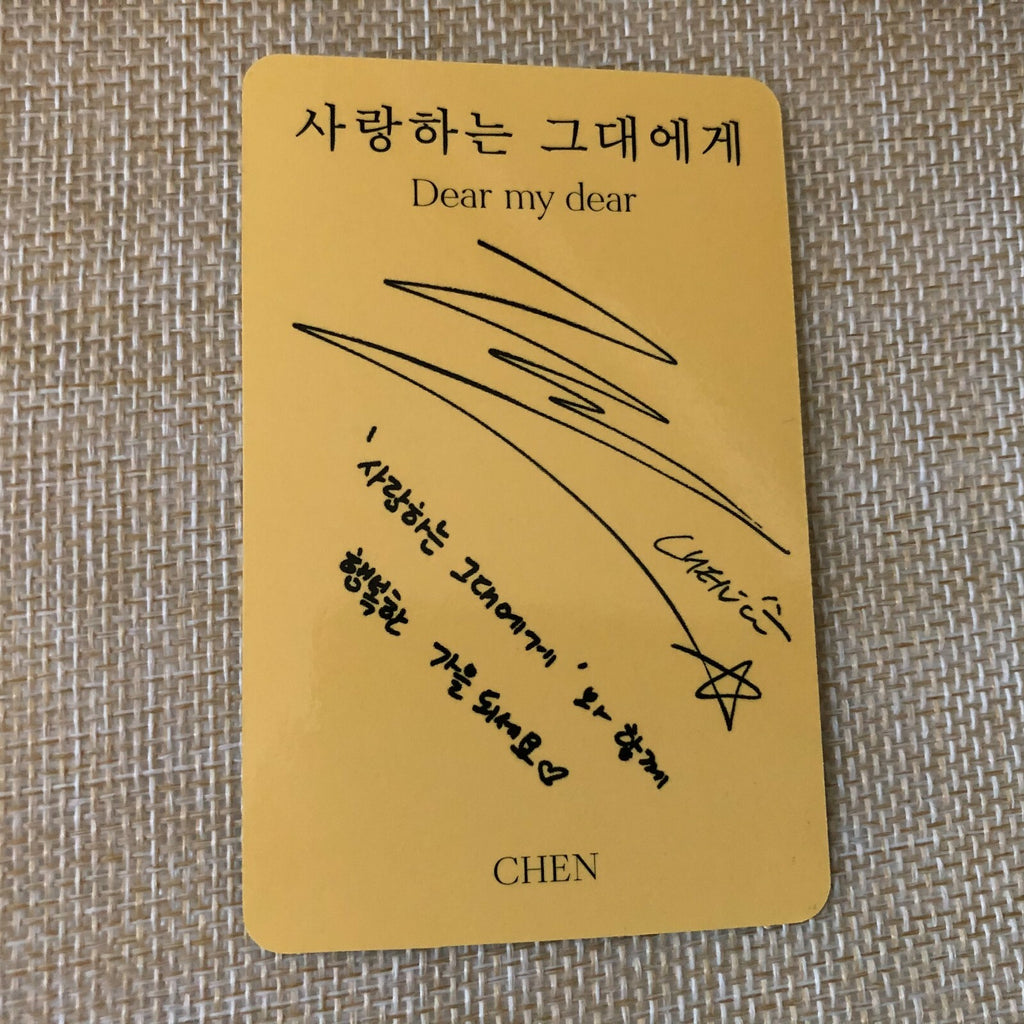 사랑하는 그대에게
Dear my dear
CHEN
'사랑하는 그대에게'와 함께
행복한 가을 되세요♡
CHEN